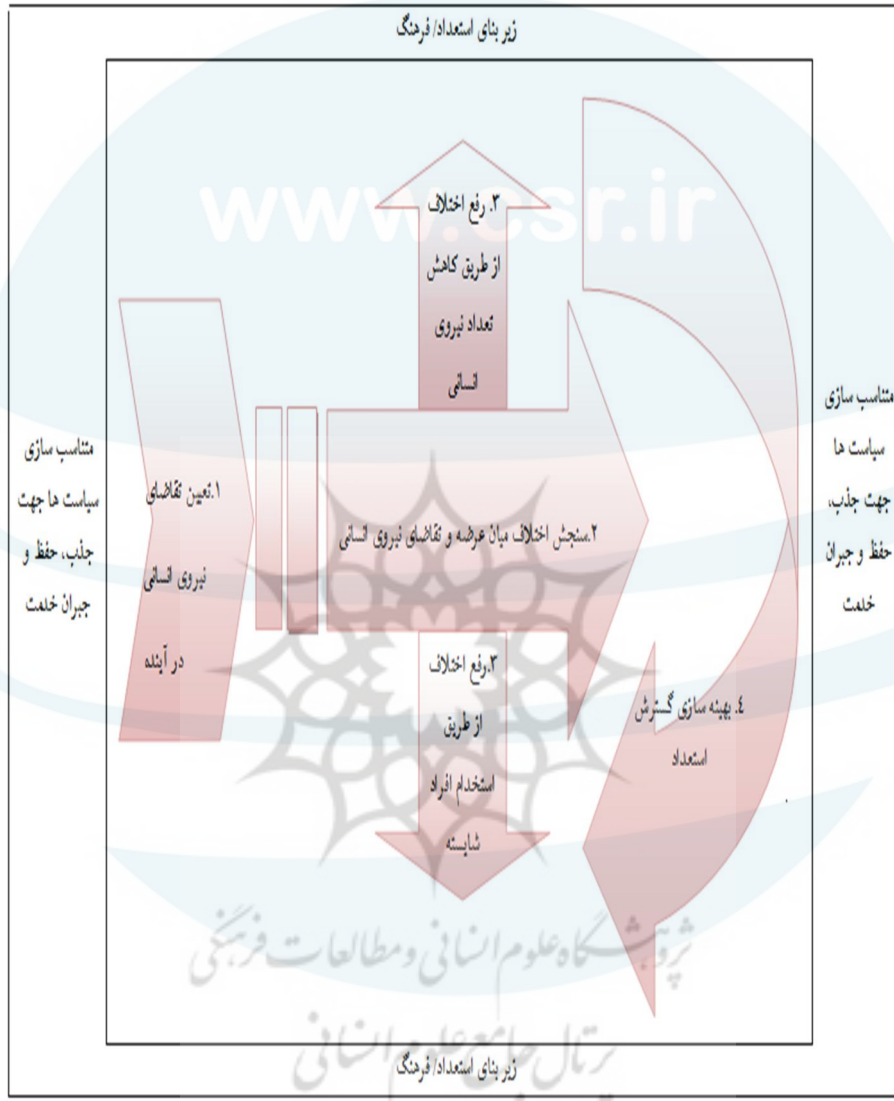 زیر بنای استعداد/ فرهنگ
www.csr.ir
۳. رفع اختلاف
از طریق کاهش
تعداد نیروی
انسانی
متناسب سازی
سیاست ها
جهت جذب،
حفظ و جبران
خدمت
متناسب سازی
سیاست ها جهت
جذب، حفظ و
جبران خدمت
۱.تعیین تقاضای
نیروی انسانی
در آینده
۲.سنجش اختلاف میان عرضه و تقاضای نیروی انسانی
۳.رفع اختلاف
از طریق
استخدام افراد
شایسته
٤. بهینه سازی گسترش
استعداد
پژوهشگاه علوم انسانی و مطالعات فرهنگی
پرتال جامع علوم انسانی
زیر بنای استعداد/ فرهنگ